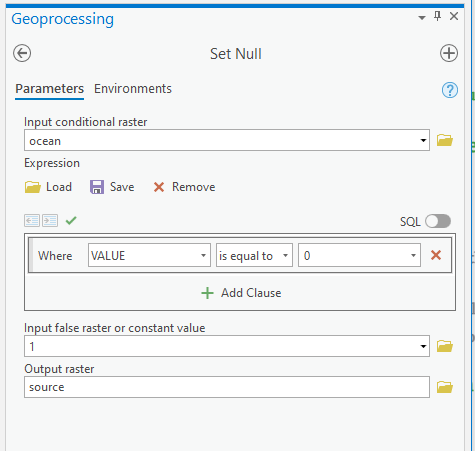 Geoprocessing
Set Null
Parameters Environments
Input conditional raster
ocean
Expression
Load Save Remove
SQL
Where VALUE is equal to 0
Add Clause
Input false raster or constant value
1
Output raster
source